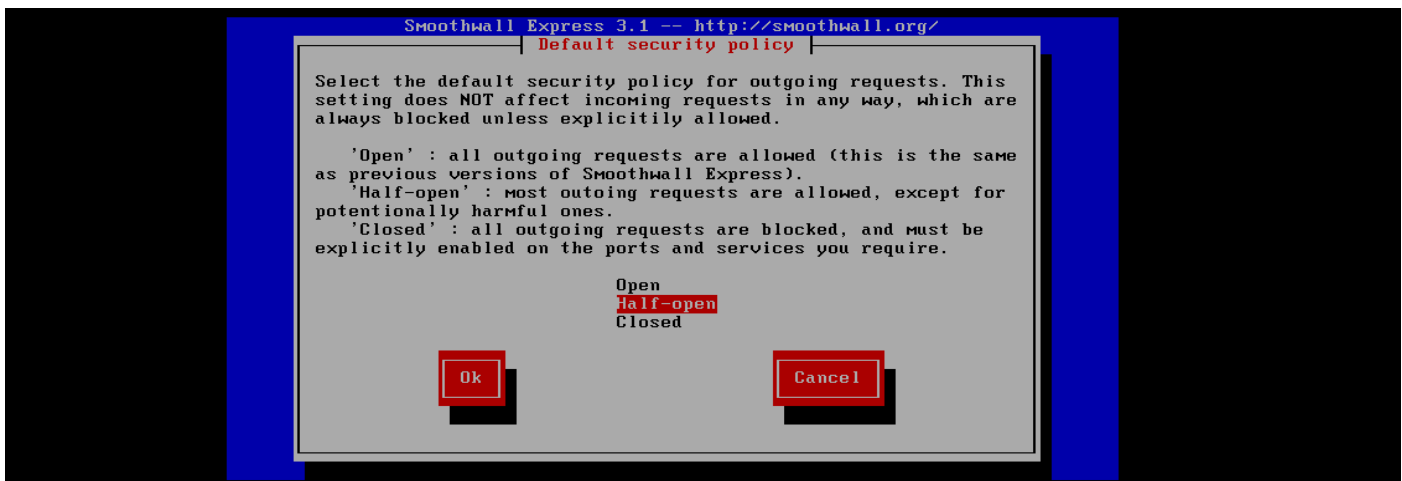 Smoothwall Express 3.1 -- http://smoothwall.org/
Default security policy
Select the default security policy for outgoing requests. This
setting does NOT affect incoming requests in any way, which are
always blocked unless explicitily allowed.
'Open' : all outgoing requests are allowed (this is the same
as previous versions of Smoothwall Express).
'Half-open' : most outoing requests are allowed, except for
potentionally harmful ones.
'Closed' : all outgoing requests are blocked, and must be
explicitly enabled on the ports and services you require.
Open
Half-open
Closed
Ok Cancel